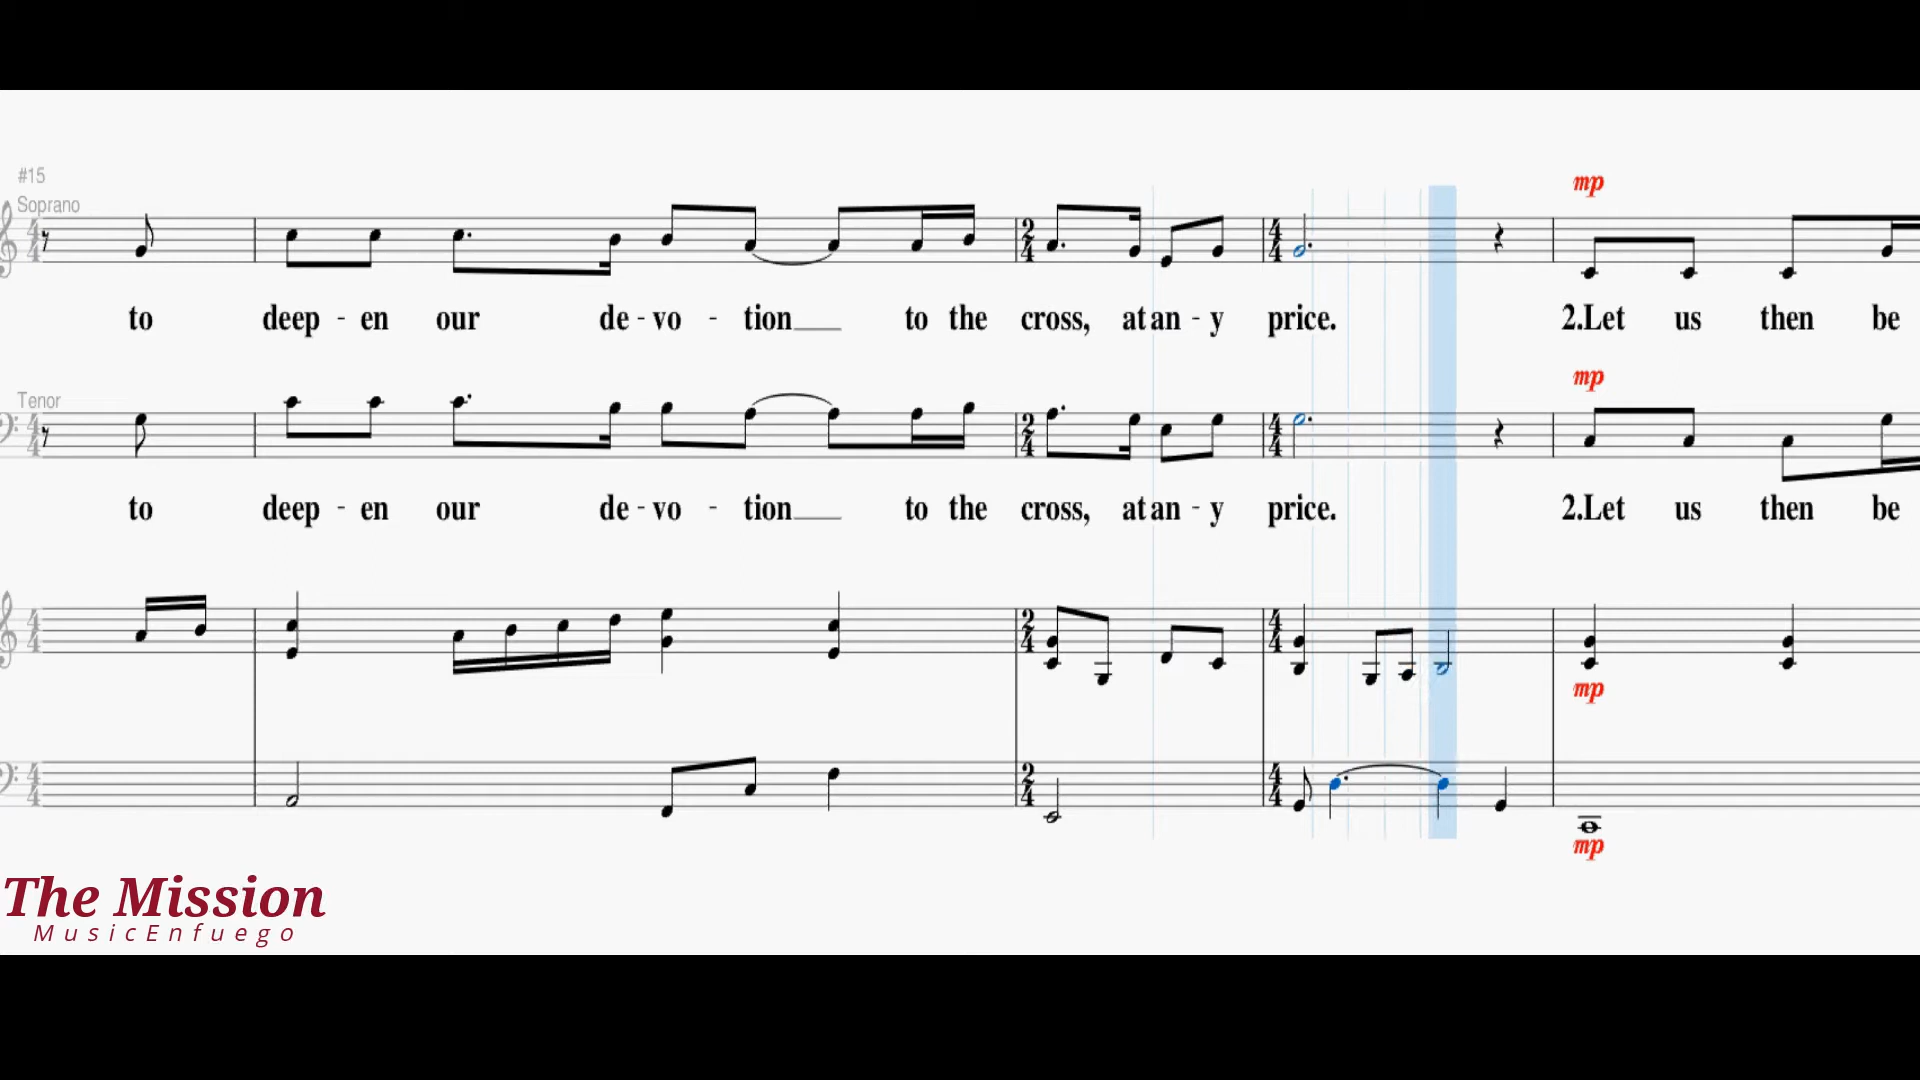 #15
mp
Soprano
to deep - en our de - vo - tion to the cross, at an - y price. 2.Let us then be
mp
Tenor
to deep - en our de - vo - tion to the cross, at an - y price. 2.Let us then be
mp
mp
The Mission
MusicEnfuego